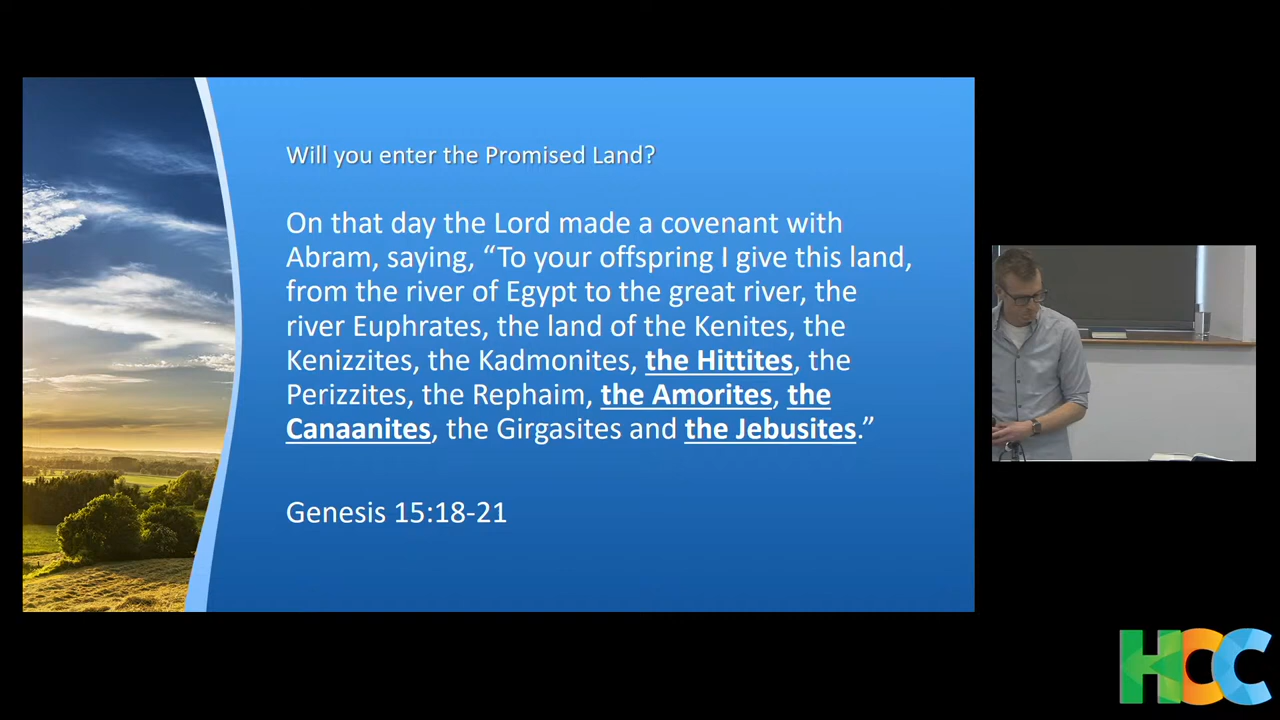 Will you enter the Promised Land?
On that day the Lord made a covenant with
Abram, saying, “To your offspring I give this land,
from the river of Egypt to the great river, the
river Euphrates, the land of the Kenites, the
Kenizzites, the Kadmonites, the Hittites, the
Perizzites, the Rephaim, the Amorites, the
Canaanites, the Girgasites and the Jebusites.”
Genesis 15:18-21
HCC